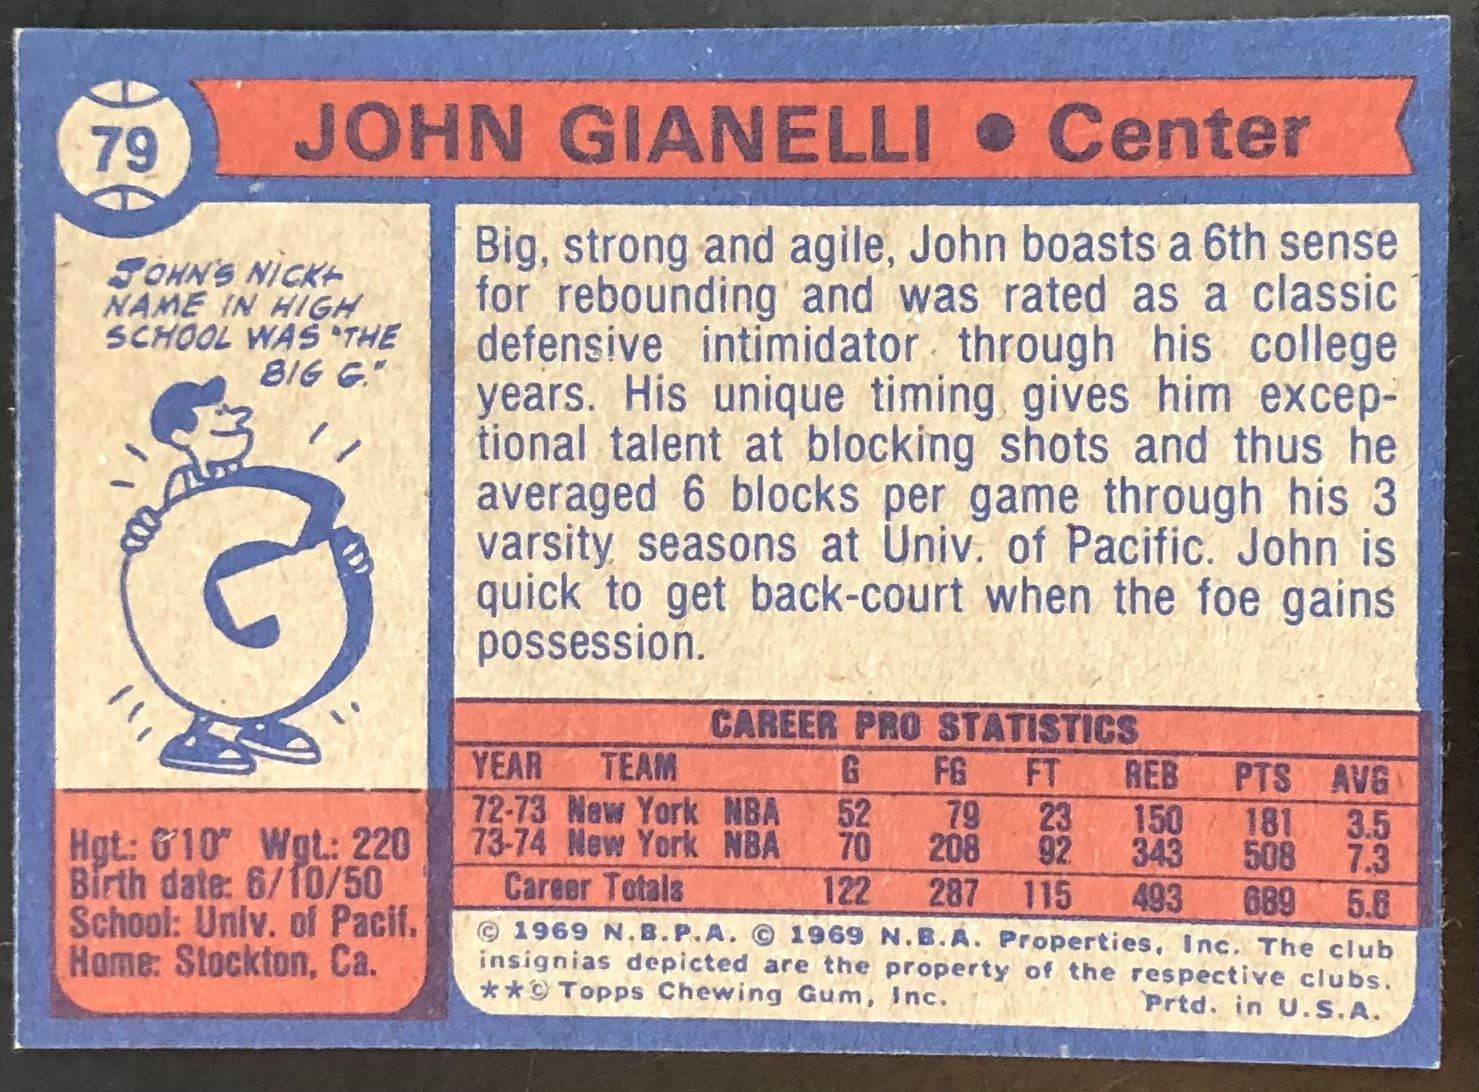 79
JOHN GIANELLI • Center
JOHN'S NICK-
NAME IN HIGH
SCHOOL WAS "THE
BIG G."
G
Hgt.: 6'10" Wgt.: 220
Birth date: 6/10/50
School: Univ. of Pacif.
Home: Stockton, Ca.
Big, strong and agile, John boasts a 6th sense
for rebounding and was rated as a classic
defensive intimidator through his college
years. His unique timing gives him excep-
tional talent at blocking shots and thus he
averaged 6 blocks per game through his 3
varsity seasons at Univ. of Pacific. John is
quick to get back-court when the foe gains
possession.
CAREER PRO STATISTICS
YEAR TEAM G FG FT REB PTS AVG
72-73 New York NBA 52 79 23 150 181 3.5
73-74 New York NBA 70 208 92 343 508 7.3
Career Totals 122 287 115 493 689 5.6
© 1969 N.B.P.A. © 1969 N.B.A. Properties, Inc. The club
insignias depicted are the property of the respective clubs.
**© Topps Chewing Gum, Inc. Prtd. in U.S.A.